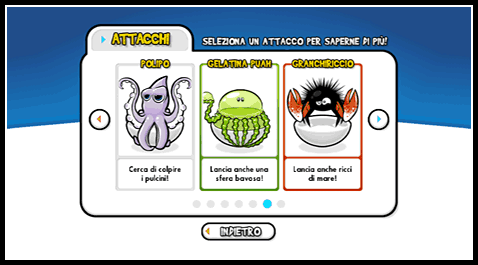 ATTACCHI
SELEZIONA UN ATTACCO PER SAPERNE DI PIÙ!
POLIPO
GELATINA PUAH
GRANCHIRICCIO
Cerca di colpire
i pulcini!
Lancia anche una
sfera bavosa!
Lancia anche ricci
di mare!
INDIETRO